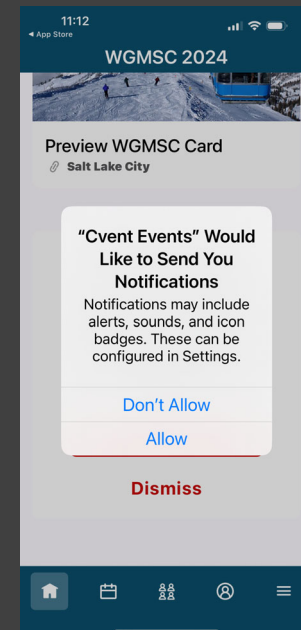 11:12
◀ App Store
WGMSC 2024
Preview WGMSC Card
Salt Lake City
“Cvent Events” Would
Like to Send You
Notifications
Notifications may include
alerts, sounds, and icon
badges. These can be
configured in Settings.
Don’t Allow
Allow
Dismiss